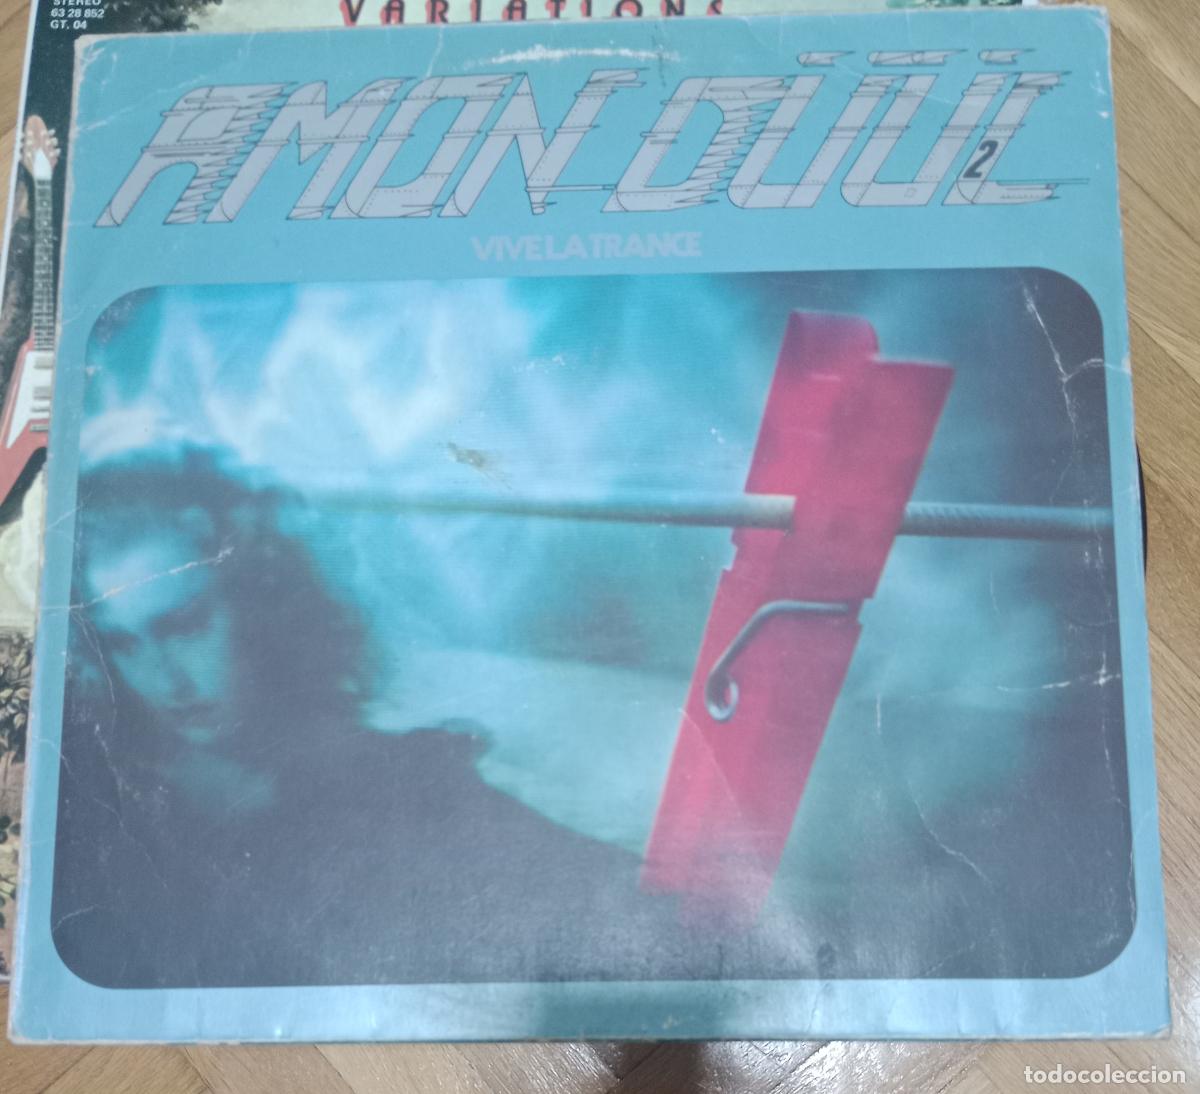 STEREO
63 28 852
GT. 04
VARIATIONS
AMON DÜÜL
2
VIVE LA TRANCE
todocoleccion